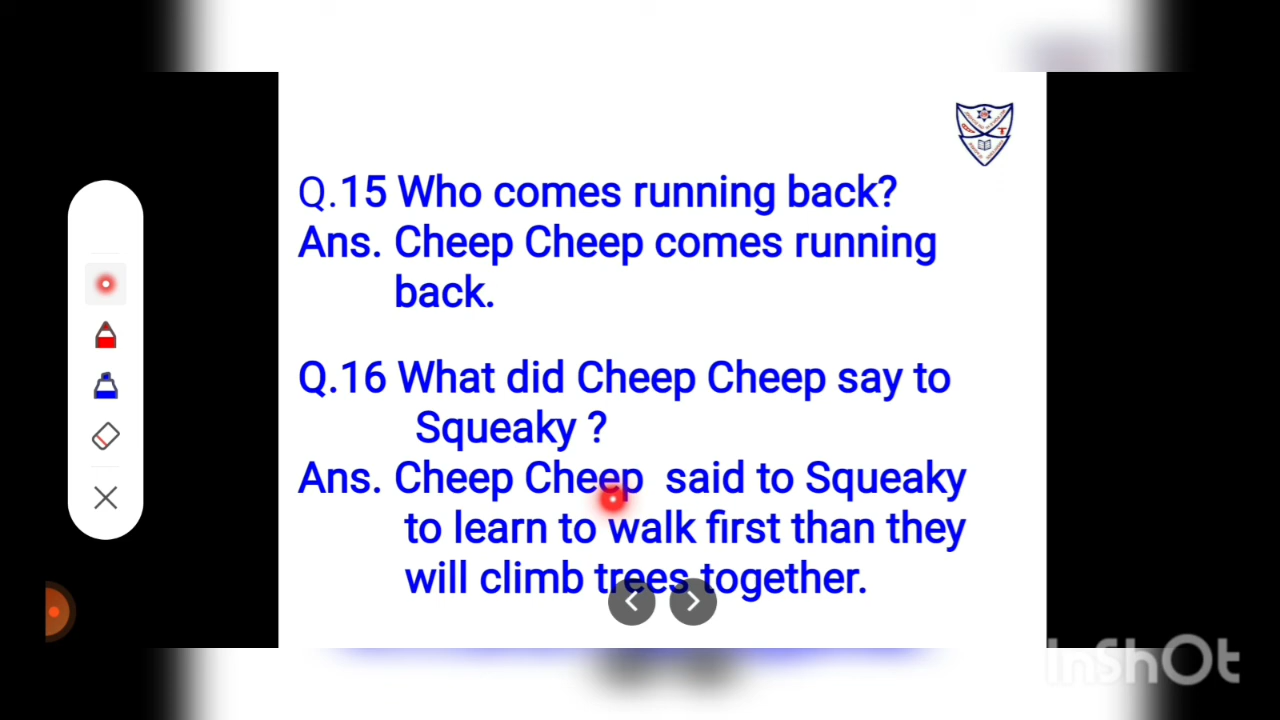 Q.15 Who comes running back?
Ans. Cheep Cheep comes running
back.
Q.16 What did Cheep Cheep say to
Squeaky ?
Ans. Cheep Cheep said to Squeaky
to learn to walk first than they
will climb trees together.
InShOt